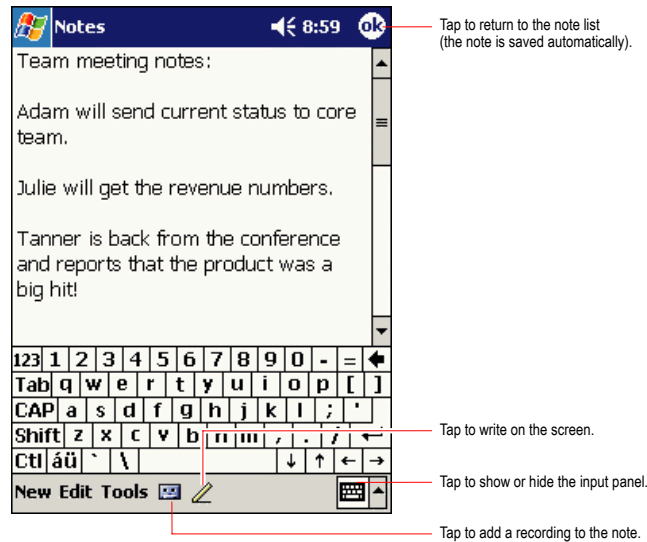 Notes 8:59 ok
Tap to return to the note list
(the note is saved automatically).
Team meeting notes:
Adam will send current status to core
team.
Julie will get the revenue numbers.
Tanner is back from the conference
and reports that the product was a
big hit!
123 1 2 3 4 5 6 7 8 9 0 - =
Tab q w e r t y u i o p [ ]
CAP a s d f g h j k l ; '
Shift z x c v b n m , . /
Ctl áü ` \ ↓ ↑ ← →
Tap to write on the screen.
New Edit Tools
Tap to show or hide the input panel.
Tap to add a recording to the note.